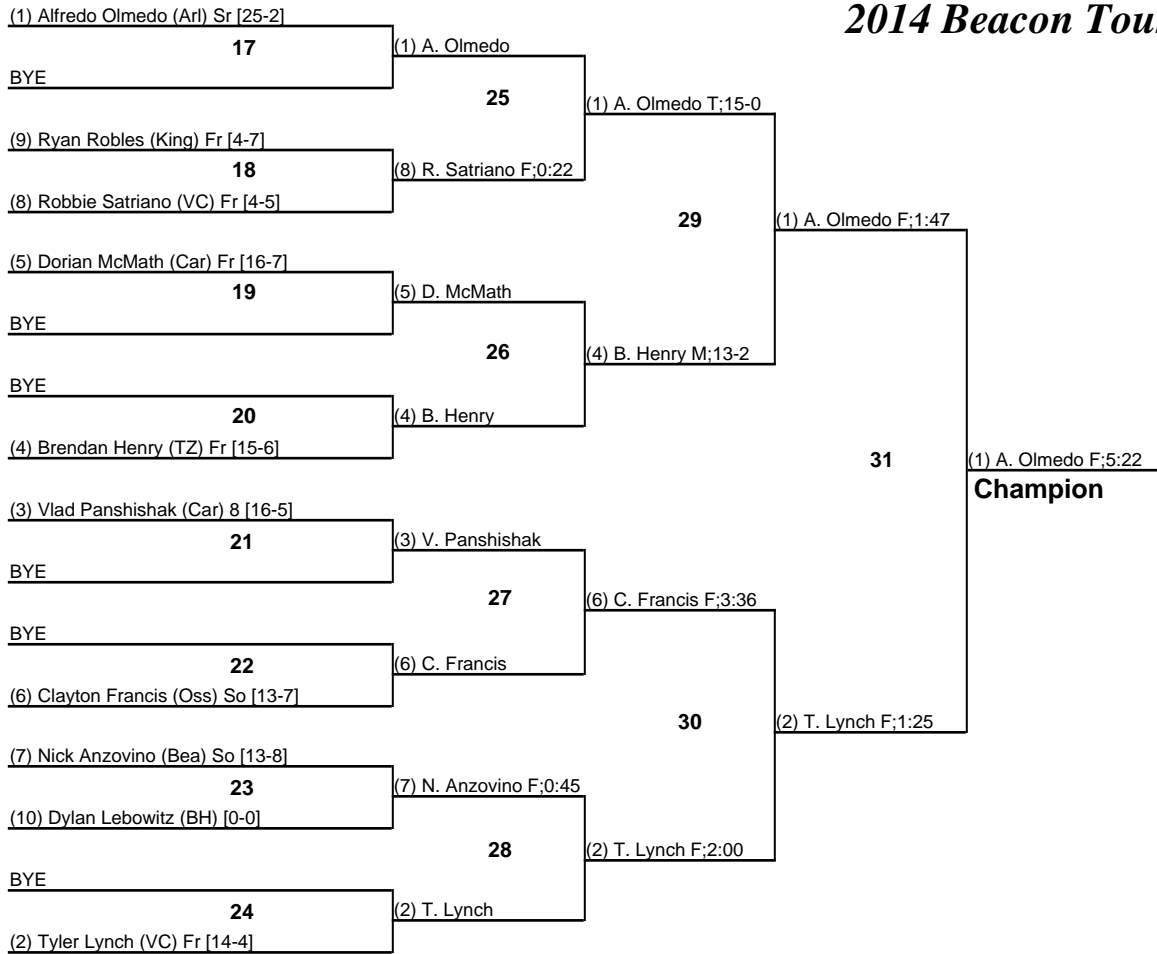 2014 Beacon Tou
(1) Alfredo Olmedo (Arl) Sr [25-2]
17
BYE
(1) A. Olmedo
25
(9) Ryan Robles (King) Fr [4-7]
18
(8) Robbie Satriano (VC) Fr [4-5]
(8) R. Satriano F;0:22
(1) A. Olmedo T;15-0
29
(5) Dorian McMath (Car) Fr [16-7]
19
BYE
(5) D. McMath
26
BYE
20
(4) Brendan Henry (TZ) Fr [15-6]
(4) B. Henry
(4) B. Henry M;13-2
(1) A. Olmedo F;1:47
31
(1) A. Olmedo F;5:22
Champion
(3) Vlad Panshishak (Car) 8 [16-5]
21
BYE
(3) V. Panshishak
27
BYE
22
(6) Clayton Francis (Oss) So [13-7]
(6) C. Francis
(6) C. Francis F;3:36
30
(7) Nick Anzovino (Bea) So [13-8]
23
(10) Dylan Lebowitz (BH) [0-0]
(7) N. Anzovino F;0:45
28
BYE
24
(2) Tyler Lynch (VC) Fr [14-4]
(2) T. Lynch
(2) T. Lynch F;2:00
(2) T. Lynch F;1:25